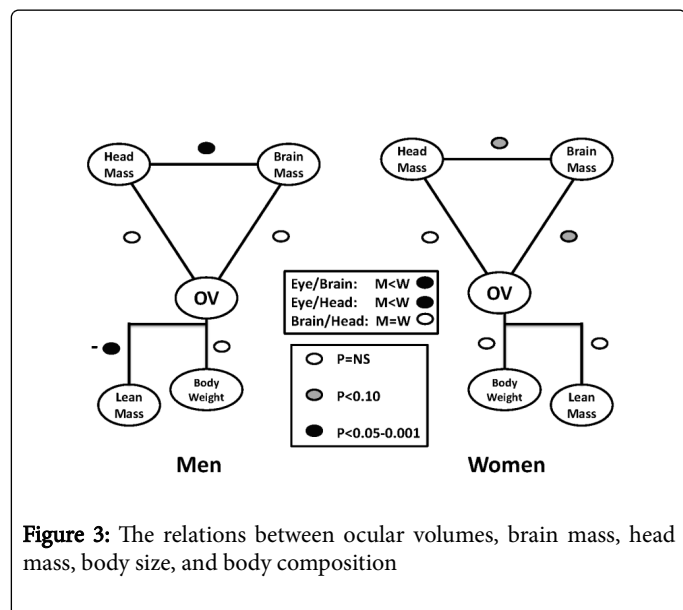 Head Mass
Brain Mass
OV
-
Lean Mass
Body Weight
Men
Head Mass
Brain Mass
OV
Body Weight
Lean Mass
Women
Eye/Brain: M<W
Eye/Head: M<W
Brain/Head: M=W
P=NS
P<0.10
P<0.05-0.001
Figure 3: The relations between ocular volumes, brain mass, head
mass, body size, and body composition